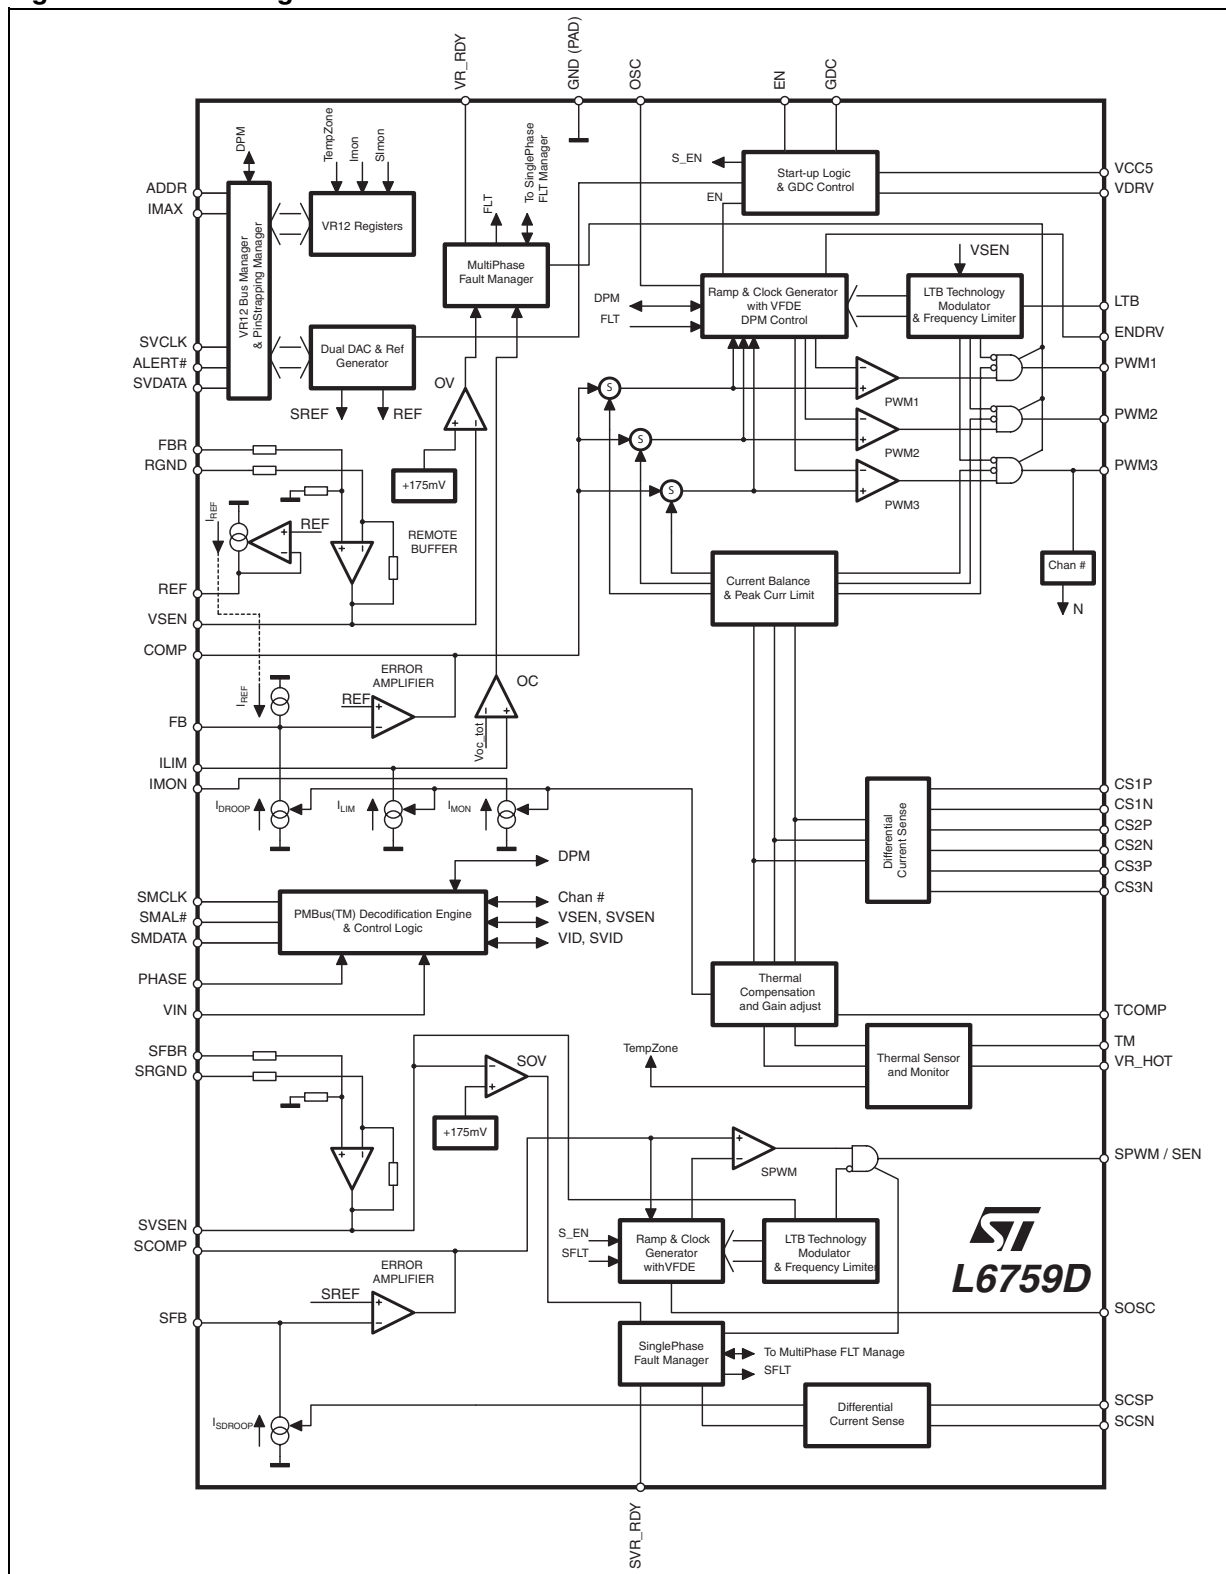 VR_RDY
GND (PAD)
OSC
EN
GDC
DPM
TempZone
Imon
SImon
FLT
To SinglePhase
FLT Manager
S_EN
EN
Start-up Logic
& GDC Control
VCC5
VDRV
ADDR
IMAX
VR12 Bus Manager
& PinStrapping Manager
VR12 Registers
MultiPhase
Fault Manager
VSEN
DPM
FLT
Ramp & Clock Generator
with VFDE
DPM Control
LTB Technology
Modulator
& Frequency Limiter
LTB
ENDRV
SVCLK
ALERT#
SVDATA
Dual DAC & Ref
Generator
SREF
REF
OV
+
−
+175mV
S
S
S
−
+
PWM1
−
+
PWM2
−
+
PWM3
PWM1
PWM2
PWM3
FBR
RGND
IREF
REF
+
−
+
−
REMOTE
BUFFER
REF
VSEN
COMP
Current Balance
& Peak Curr Limit
Chan #
N
ERROR
AMPLIFIER
IREF
REF
+
−
OC
−
+
Voc_tot
FB
ILIM
IMON
IDROOP
ILIM
IMON
Differential
Current Sense
CS1P
CS1N
CS2P
CS2N
CS3P
CS3N
DPM
SMCLK
SMAL#
SMDATA
PMBus(TM) Decodification Engine
& Control Logic
Chan #
VSEN, SVSEN
VID, SVID
PHASE
VIN
Thermal
Compensation
and Gain adjust
TCOMP
SFBR
SRGND
−
+
SOV
+175mV
TempZone
Thermal Sensor
and Monitor
TM
VR_HOT
+
−
+
−
SPWM
SPWM / SEN
SVSEN
SCOMP
S_EN
SFLT
Ramp & Clock
Generator
withVFDE
LTB Technology
Modulator
& Frequency Limiter
ST
L6759D
ERROR
AMPLIFIER
SREF
+
−
SFB
SOSC
SinglePhase
Fault Manager
To MultiPhase FLT Manage
SFLT
ISDROOP
Differential
Current Sense
SCSP
SCSN
SVR_RDY